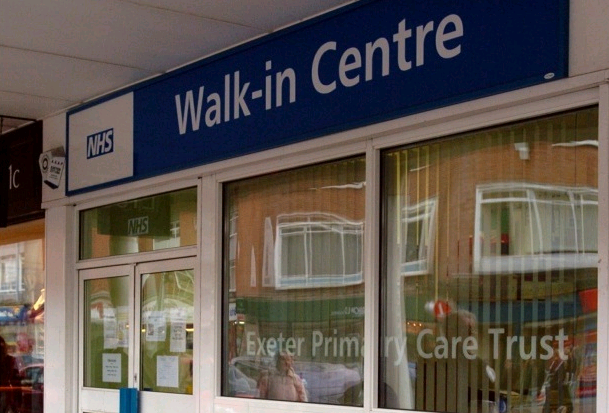 NHS
Walk-in Centre
1c
NHS
Exeter Primary Care Trust